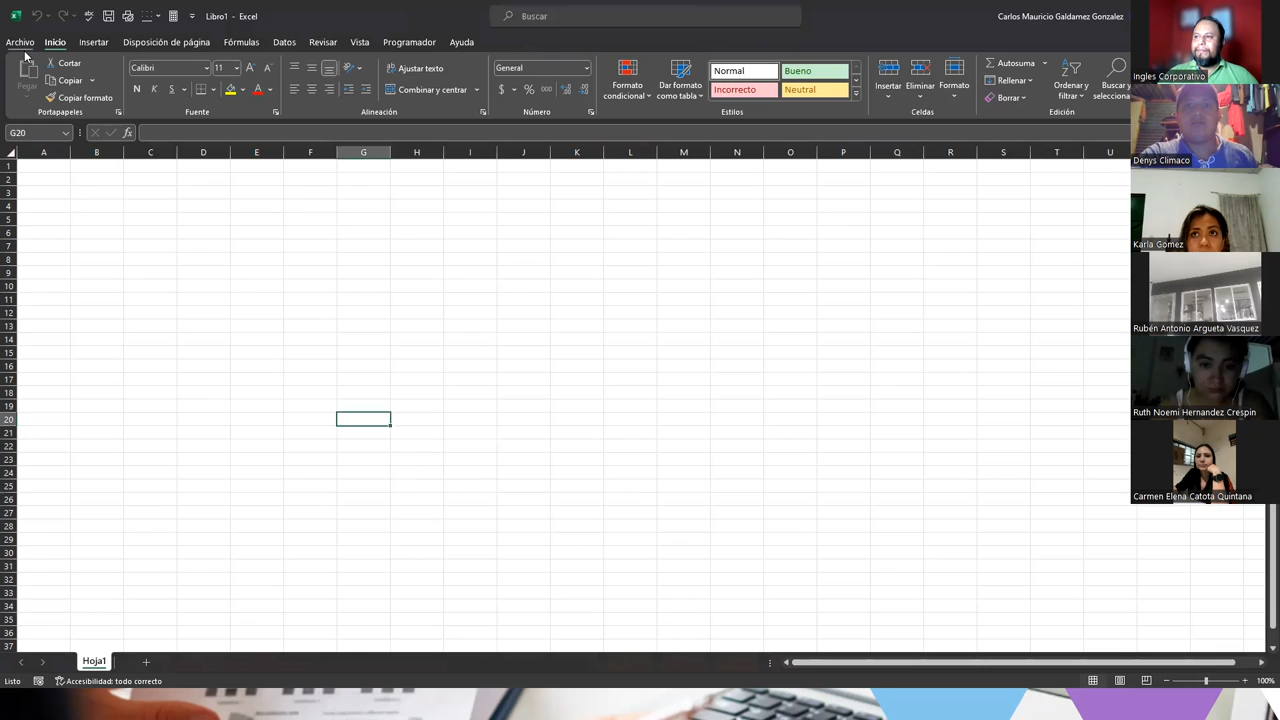 Libro1 - Excel
Buscar
Carlos Mauricio Galdamez Gonzalez
Archivo Inicio Insertar Disposición de página Fórmulas Datos Revisar Vista Programador Ayuda
Pegar
Cortar
Copiar
Copiar formato
Portapapeles
Calibri 11
N K S
Fuente
Ajustar texto
Combinar y centrar
Alineación
General
$ % 000
Número
Formato condicional
Dar formato como tabla
Normal Bueno
Incorrecto Neutral
Estilos
Insertar Eliminar Formato
Celdas
Autosuma
Rellenar
Borrar
Ordenar y filtrar
Buscar y selecciona
Edición
G20
fx
A B C D E F G H I J K L M N O P Q R S T U
1
2
3
4
5
6
7
8
9
10
11
12
13
14
15
16
17
18
19
20
21
22
23
24
25
26
27
28
29
30
31
32
33
34
35
36
37
Hoja1
Listo
Accesibilidad: todo correcto
100%
Ingles Corporativo
Denys Climaco
Karla Gomez
Rubén Antonio Argueta Vasquez
Ruth Noemi Hernandez Crespin
Carmen Elena Catota Quintana